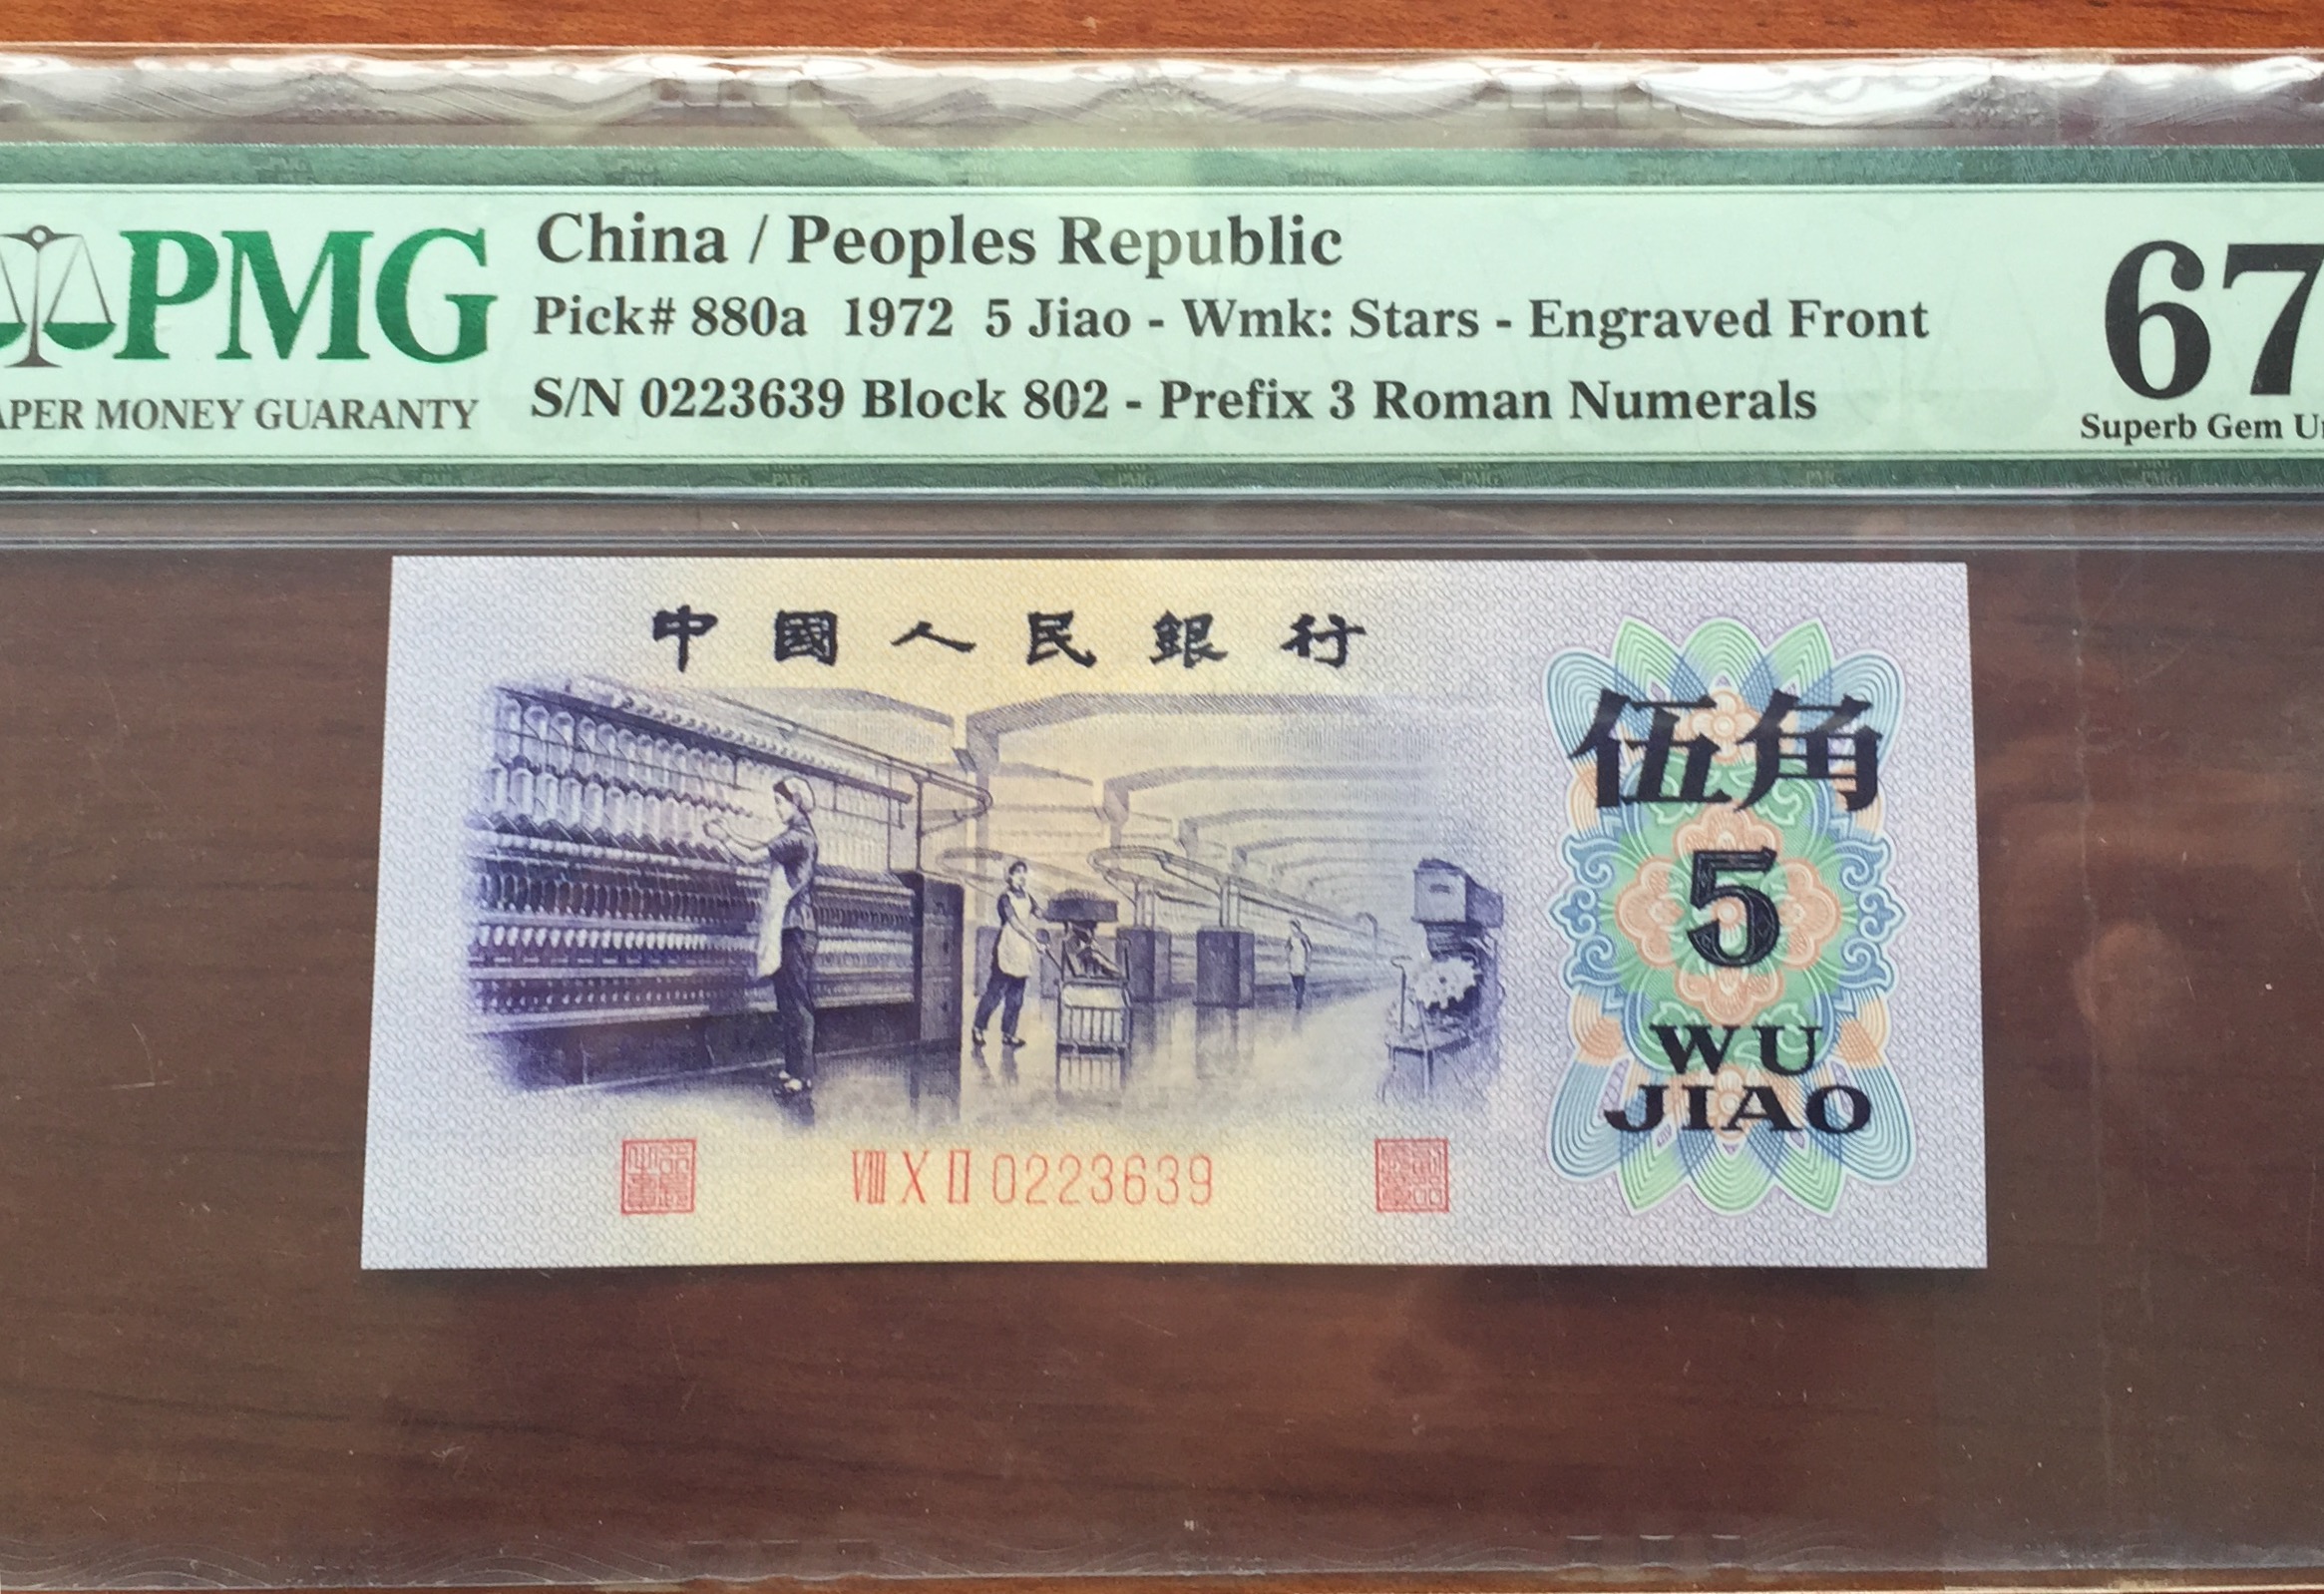 China / Peoples Republic
PMG
Pick# 880a 1972 5 Jiao - Wmk: Stars - Engraved Front
67
APER MONEY GUARANTY
S/N 0223639 Block 802 - Prefix 3 Roman Numerals
Superb Gem U
中國人民銀行
伍角
5
WU
JIAO
VIII X II 0223639